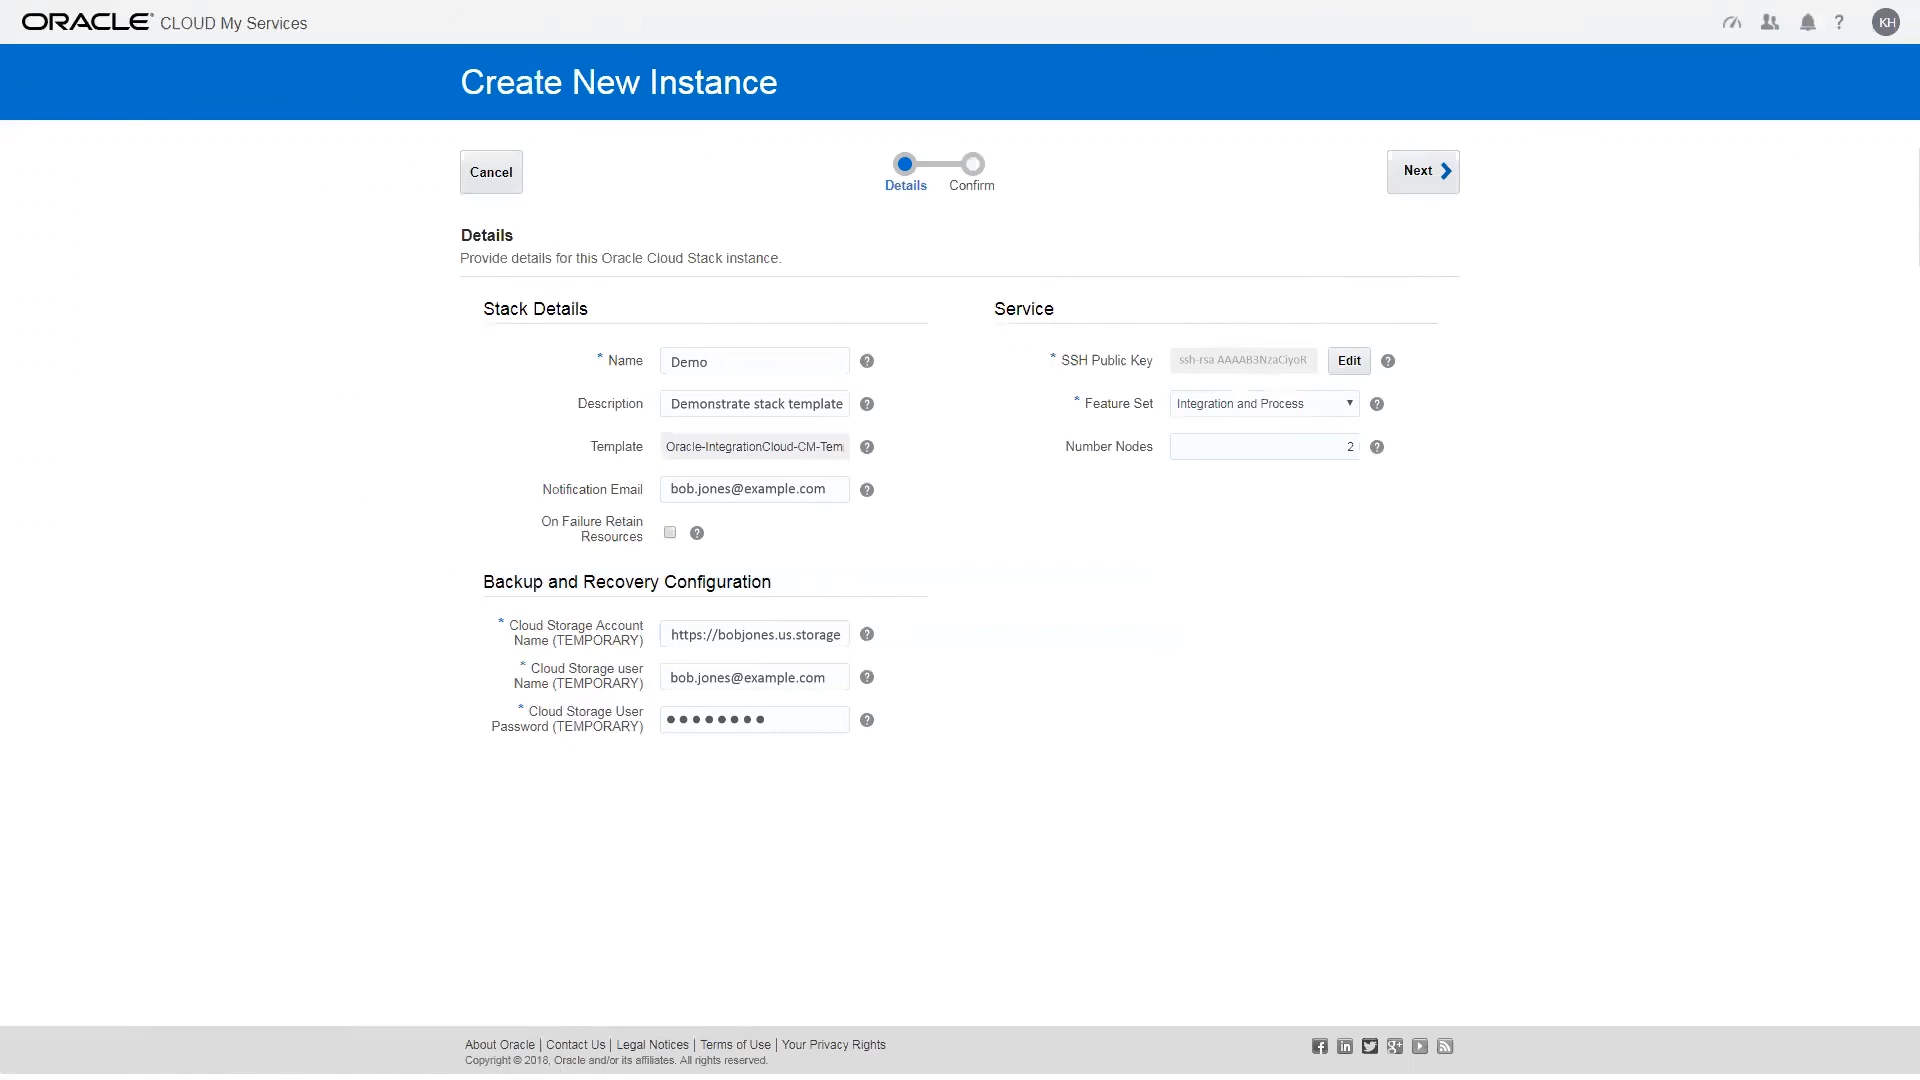 ORACLE CLOUD My Services
KH
Create New Instance
Cancel
Details
Confirm
Next
Details
Provide details for this Oracle Cloud Stack instance.
Stack Details
* Name Demo
Description Demonstrate stack template
Template Oracle-IntegrationCloud-CM-Tem
Notification Email bob.jones@example.com
On Failure Retain
Resources
Backup and Recovery Configuration
* Cloud Storage Account
Name (TEMPORARY)
https://bobjones.us.storage
* Cloud Storage user
Name (TEMPORARY)
bob.jones@example.com
* Cloud Storage User
Password (TEMPORARY)
Service
* SSH Public Key ssh-rsa AAAAB3NzaCiyoR Edit
* Feature Set Integration and Process
Number Nodes 2
About Oracle | Contact Us | Legal Notices | Terms of Use | Your Privacy Rights
Copyright © 2018, Oracle and/or its affiliates. All rights reserved.